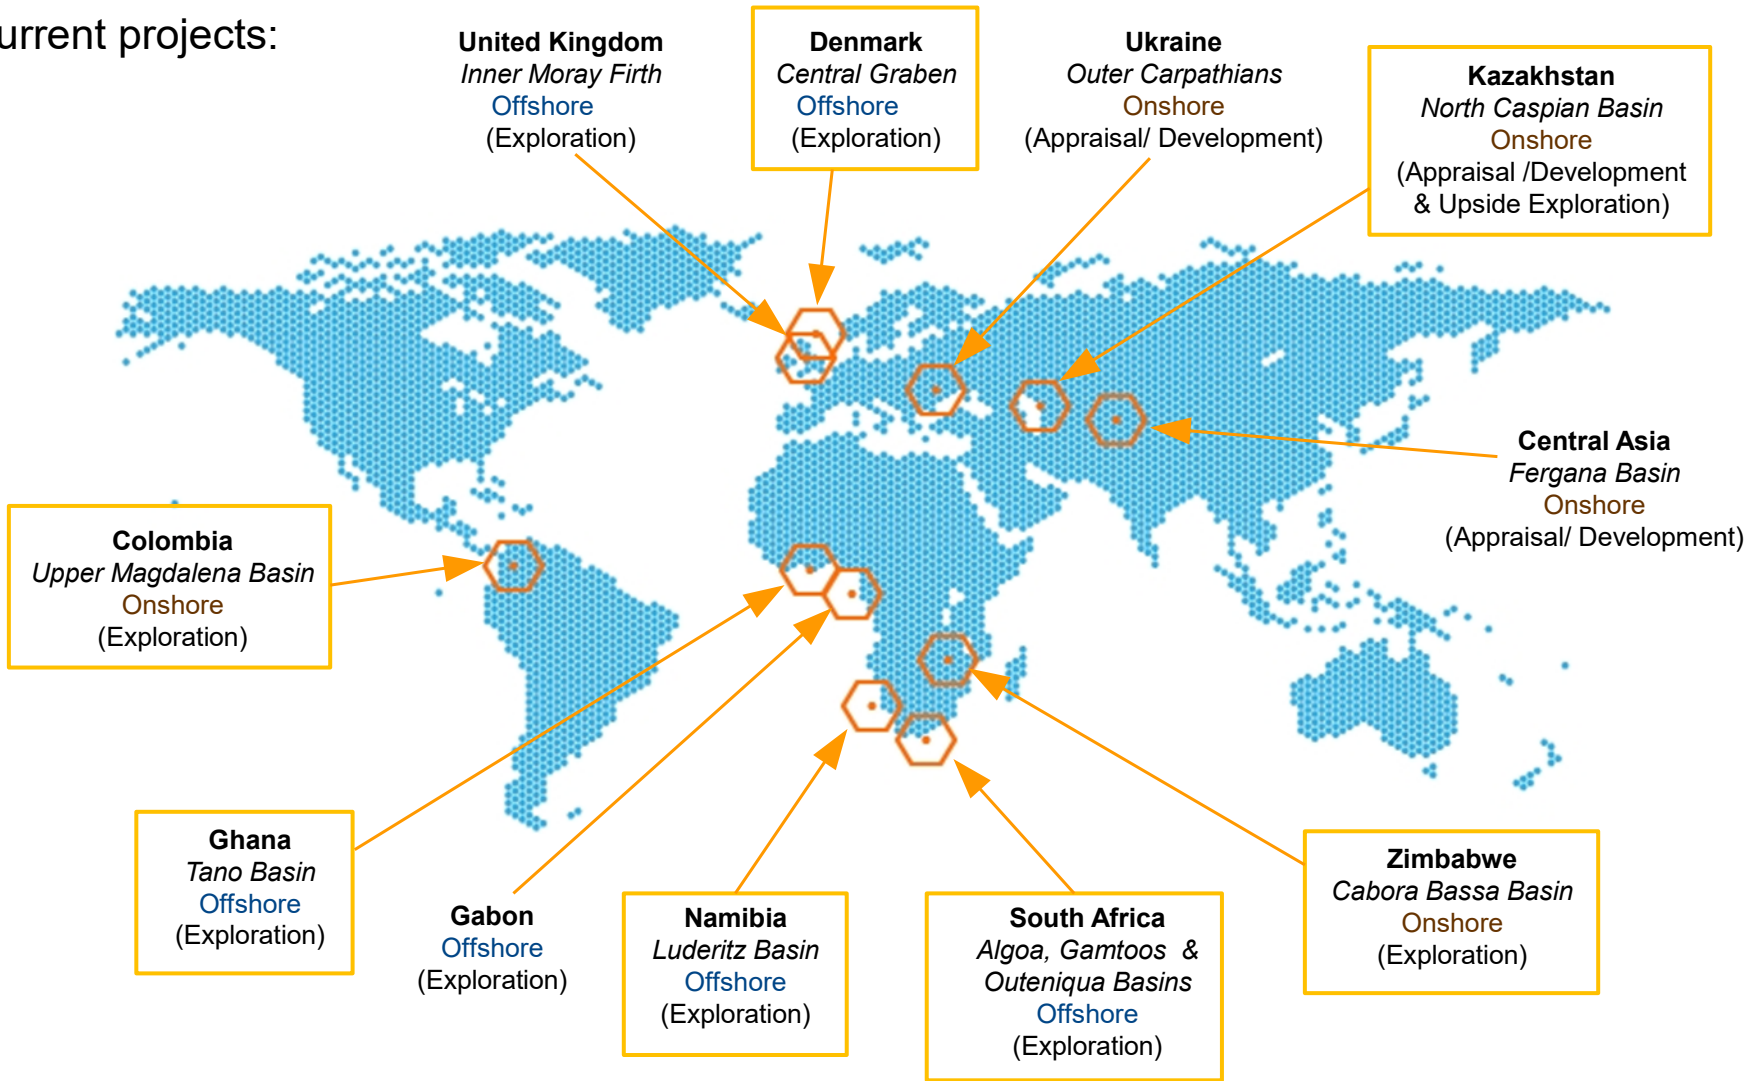 urrent projects:
United Kingdom
Inner Moray Firth
Offshore
(Exploration)
Denmark
Central Graben
Offshore
(Exploration)
Ukraine
Outer Carpathians
Onshore
(Appraisal/ Development)
Kazakhstan
North Caspian Basin
Onshore
(Appraisal /Development
& Upside Exploration)
Central Asia
Fergana Basin
Onshore
(Appraisal/ Development)
Colombia
Upper Magdalena Basin
Onshore
(Exploration)
Ghana
Tano Basin
Offshore
(Exploration)
Gabon
Offshore
(Exploration)
Namibia
Luderitz Basin
Offshore
(Exploration)
South Africa
Algoa, Gamtoos &
Outeniqua Basins
Offshore
(Exploration)
Zimbabwe
Cabora Bassa Basin
Onshore
(Exploration)